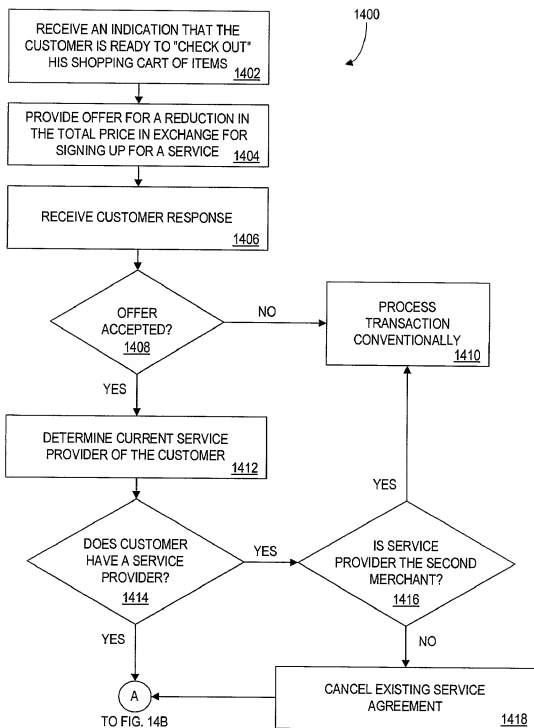 1400
RECEIVE AN INDICATION THAT THE
CUSTOMER IS READY TO "CHECK OUT"
HIS SHOPPING CART OF ITEMS
1402
PROVIDE OFFER FOR A REDUCTION IN
THE TOTAL PRICE IN EXCHANGE FOR
SIGNING UP FOR A SERVICE
1404
RECEIVE CUSTOMER RESPONSE
1406
OFFER
ACCEPTED?
1408
NO
PROCESS
TRANSACTION
CONVENTIONALLY
1410
YES
DETERMINE CURRENT SERVICE
PROVIDER OF THE CUSTOMER
1412
YES
DOES CUSTOMER
HAVE A SERVICE
PROVIDER?
1414
YES
IS SERVICE
PROVIDER THE SECOND
MERCHANT?
1416
YES
NO
A
TO FIG. 14B
CANCEL EXISTING SERVICE
AGREEMENT
1418